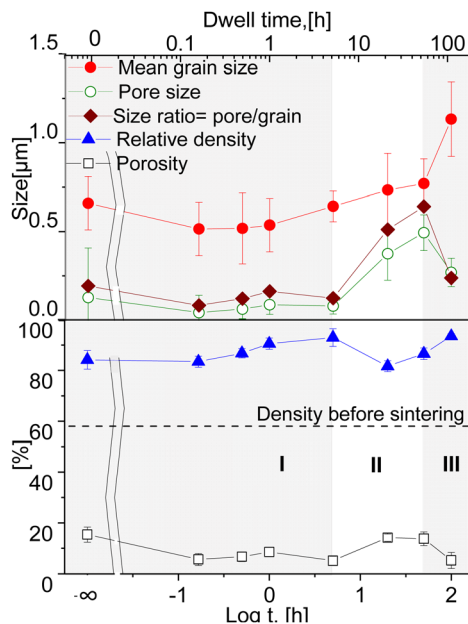 Dwell time,[h]
0 0.1 1 10 100
1.5
Mean grain size
Pore size
Size ratio= pore/grain
Relative density
Porosity
1.0
Size[µm]
0.5
0.0
100
80
Density before sintering
60
[%]
40
I II III
20
0
-∞ -1 0 1 2
Log t, [h]